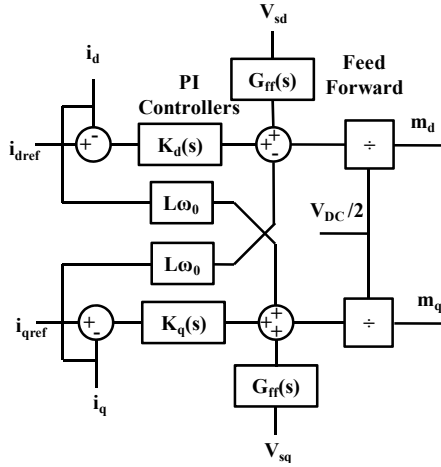 V_sd
i_d
PI
Controllers
G_ff(s)
Feed
Forward
-
+
+
+
-
i_dref
K_d(s)
÷
m_d
Lω_0
V_DC/2
Lω_0
i_qref
+
-
K_q(s)
+
+
+
÷
m_q
i_q
G_ff(s)
V_sq